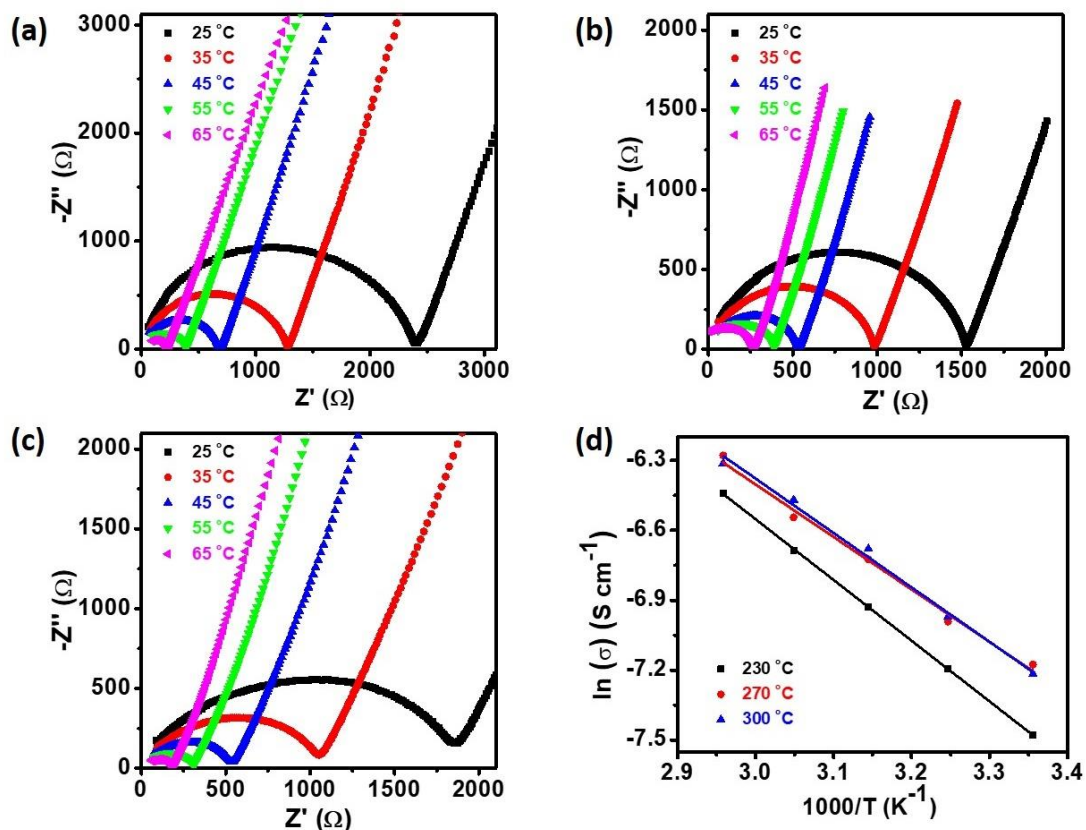 (a)
3000
2000
1000
0
-Z'' (Ω)
25 °C
35 °C
45 °C
55 °C
65 °C
0 1000 2000 3000
Z' (Ω)
(b)
2000
1500
1000
500
0
-Z'' (Ω)
25 °C
35 °C
45 °C
55 °C
65 °C
0 500 1000 1500 2000
Z' (Ω)
(c)
2000
1500
1000
500
0
-Z'' (Ω)
25 °C
35 °C
45 °C
55 °C
65 °C
0 500 1000 1500 2000
Z' (Ω)
(d)
-6.3
-6.6
-6.9
-7.2
-7.5
ln (σ) (S cm⁻¹)
230 °C
270 °C
300 °C
2.9 3.0 3.1 3.2 3.3 3.4
1000/T (K⁻¹)